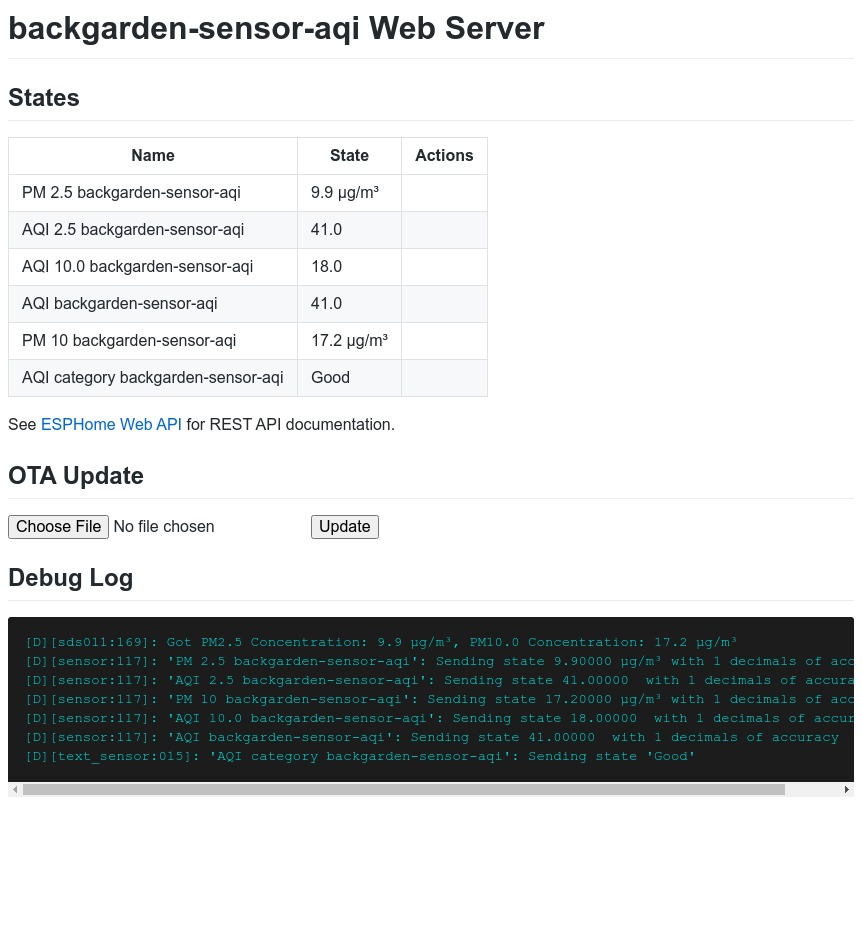 backgarden-sensor-aqi Web Server
States
Name State Actions
PM 2.5 backgarden-sensor-aqi 9.9 µg/m³
AQI 2.5 backgarden-sensor-aqi 41.0
AQI 10.0 backgarden-sensor-aqi 18.0
AQI backgarden-sensor-aqi 41.0
PM 10 backgarden-sensor-aqi 17.2 µg/m³
AQI category backgarden-sensor-aqi Good
See ESPHome Web API for REST API documentation.
OTA Update
Choose File No file chosen Update
Debug Log
[D][sds011:169]: Got PM2.5 Concentration: 9.9 µg/m³, PM10.0 Concentration: 17.2 µg/m³
[D][sensor:117]: 'PM 2.5 backgarden-sensor-aqi': Sending state 9.90000 µg/m³ with 1 decimals of acc
[D][sensor:117]: 'AQI 2.5 backgarden-sensor-aqi': Sending state 41.00000  with 1 decimals of accura
[D][sensor:117]: 'PM 10 backgarden-sensor-aqi': Sending state 17.20000 µg/m³ with 1 decimals of acc
[D][sensor:117]: 'AQI 10.0 backgarden-sensor-aqi': Sending state 18.00000  with 1 decimals of accur
[D][sensor:117]: 'AQI backgarden-sensor-aqi': Sending state 41.00000  with 1 decimals of accuracy
[D][text_sensor:015]: 'AQI category backgarden-sensor-aqi': Sending state 'Good'